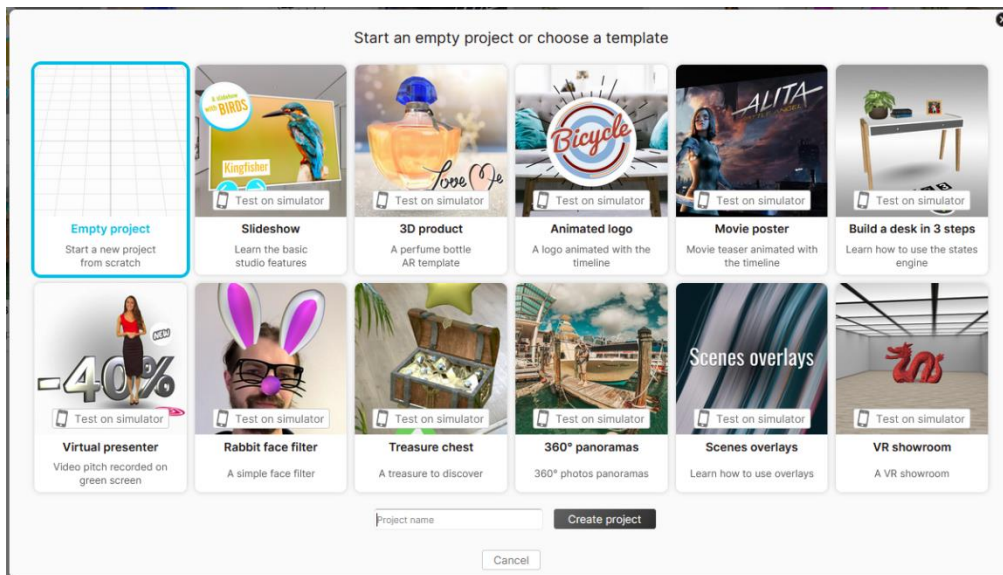 Start an empty project or choose a template
A slideshow
with BIRDS
Kingfisher
Test on simulator
Love Me
Test on simulator
Bicycle
Test on simulator
ALITA
Test on simulator
Test on simulator
Empty project
Start a new project
from scratch
Slideshow
Learn the basic
studio features
3D product
A perfume bottle
AR template
Animated logo
A logo animated with the
timeline
Movie poster
Movie teaser animated with
the timeline
Build a desk in 3 steps
Learn how to use the states
engine
NEW
-40%
Test on simulator
Test on simulator
Test on simulator
Test on simulator
Scenes overlays
Test on simulator
Test on simulator
Virtual presenter
Video pitch recorded on
green screen
Rabbit face filter
A simple face filter
Treasure chest
A treasure to discover
360° panoramas
360° photos panoramas
Scenes overlays
Learn how to use overlays
VR showroom
A VR showroom
Project name
Create project
Cancel